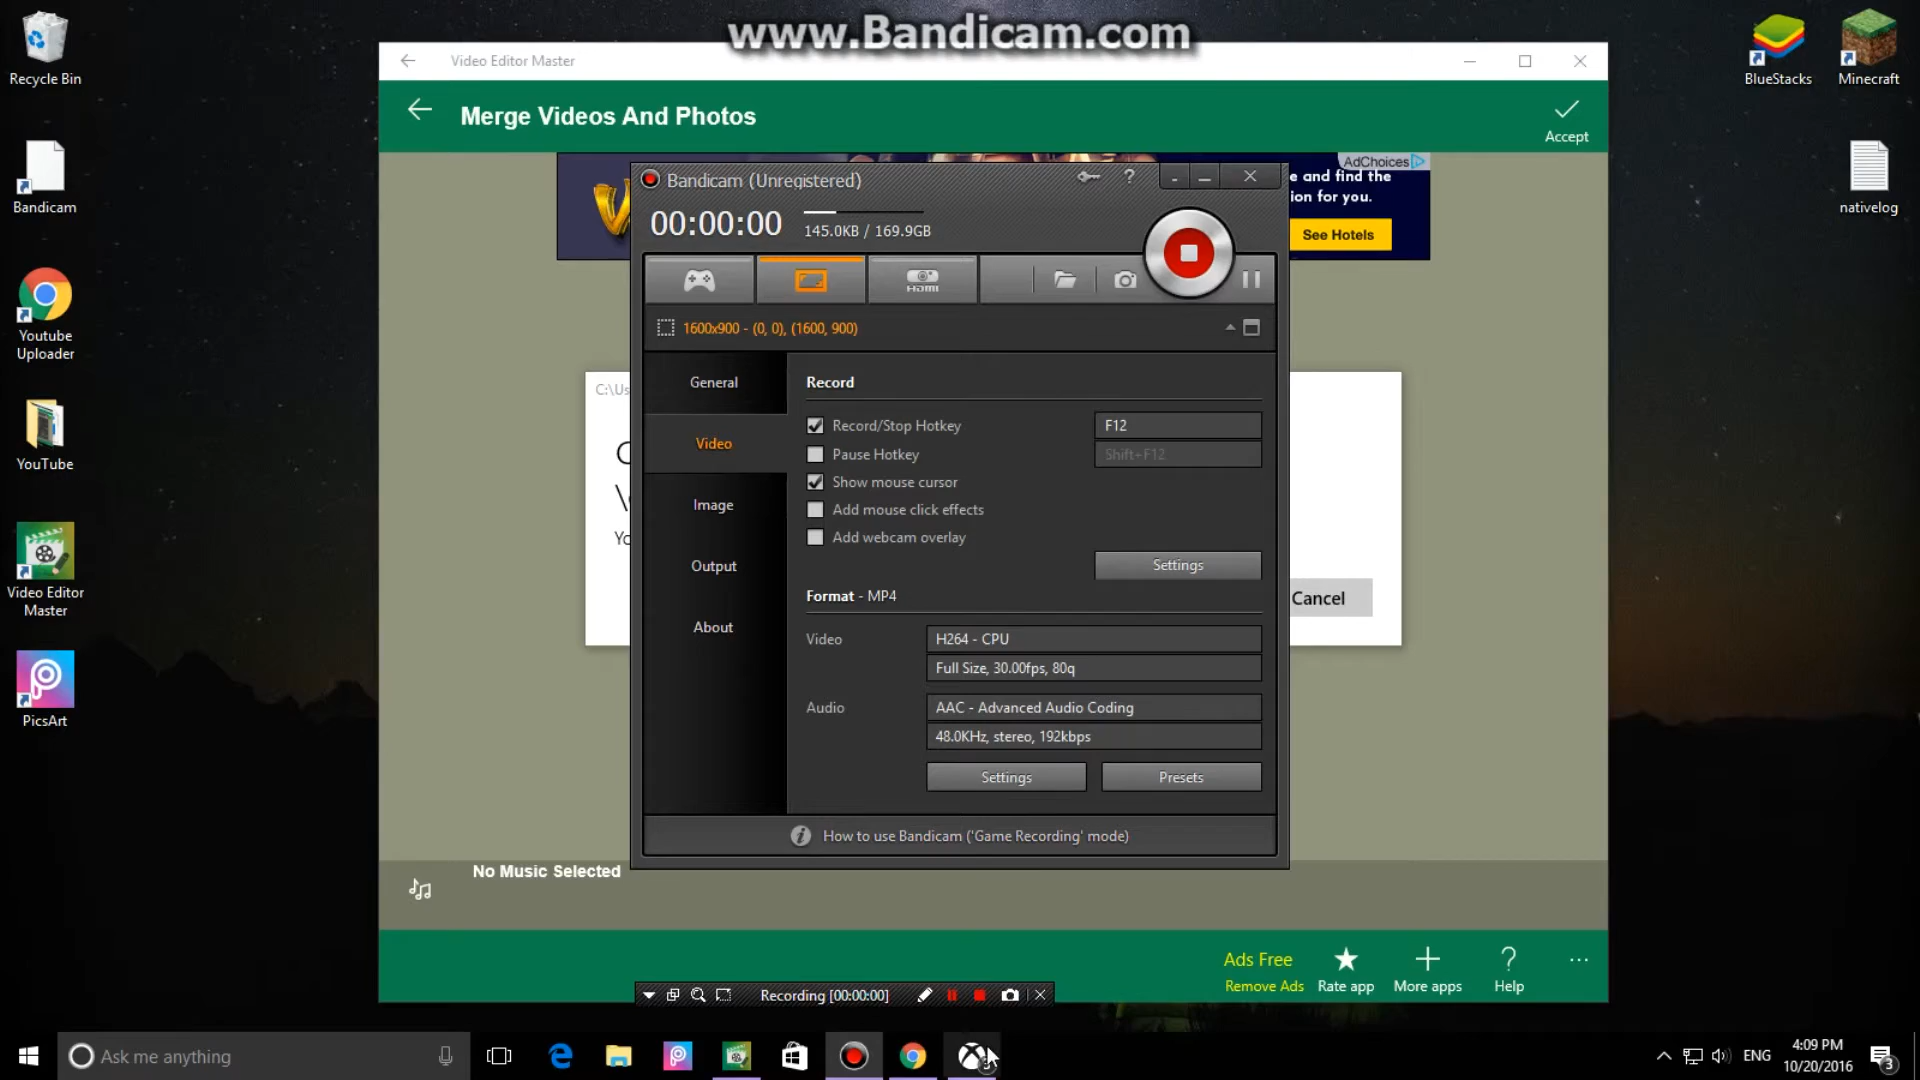 www.Bandicam.com
Recycle Bin
Bandicam
Youtube
Uploader
YouTube
Video Editor
Master
PicsArt
BlueStacks
Minecraft
nativelog
Video Editor Master
Merge Videos And Photos
Accept
AdChoices
e and find the
ion for you.
See Hotels
Bandicam (Unregistered)
?
00:00:00
145.0KB / 169.9GB
HDMI
1600x900 - (0, 0), (1600, 900)
General
Video
Image
Output
About
Record
Record/Stop Hotkey
F12
Pause Hotkey
Shift+F12
Show mouse cursor
Add mouse click effects
Add webcam overlay
Settings
Format - MP4
Video
H264 - CPU
Full Size, 30.00fps, 80q
Audio
AAC - Advanced Audio Coding
48.0KHz, stereo, 192kbps
Settings
Presets
How to use Bandicam ('Game Recording' mode)
C:\Us
\
Yo
Cancel
No Music Selected
Ads Free
Remove Ads
Rate app
More apps
Help
...
Recording [00:00:00]
Ask me anything
ENG
4:09 PM
10/20/2016
3